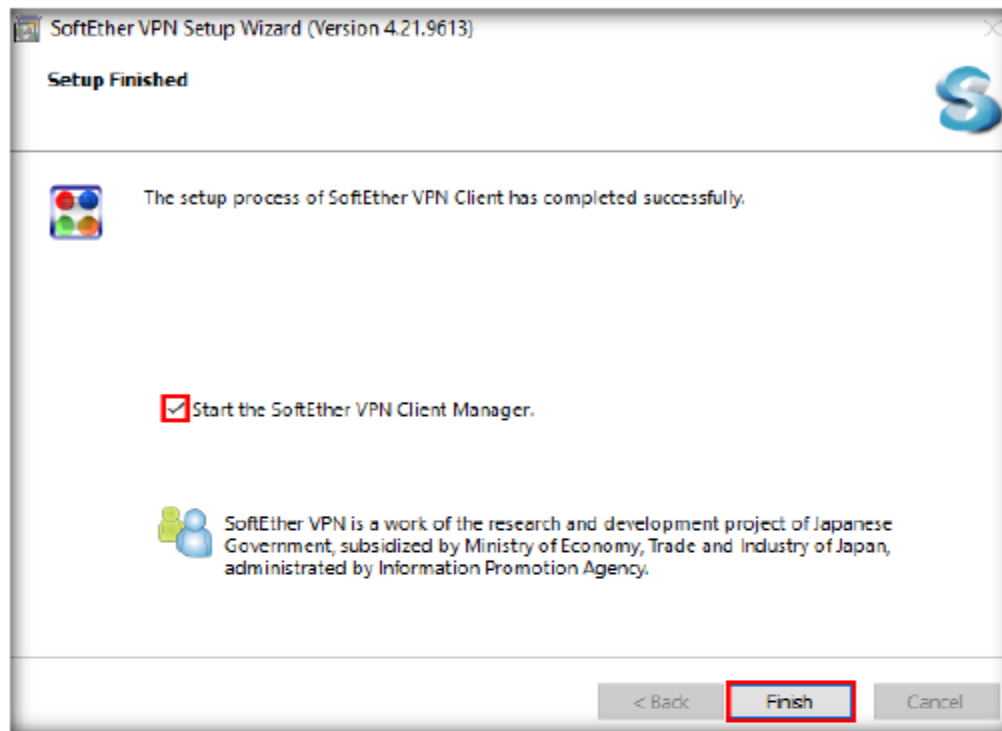 SoftEther VPN Setup Wizard (Version 4.21.9613)
Setup Finished
The setup process of SoftEther VPN Client has completed successfully.
Start the SoftEther VPN Client Manager.
SoftEther VPN is a work of the research and development project of Japanese
Government, subsidized by Ministry of Economy, Trade and Industry of Japan,
administrated by Information Promotion Agency.
< Back
Finish
Cancel